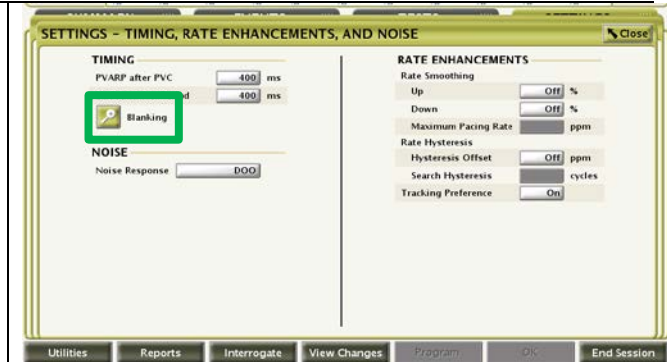 SETTINGS - TIMING, RATE ENHANCEMENTS, AND NOISE
Close
TIMING
PVARP after PVC 400 ms
d 400 ms
Blanking
NOISE
Noise Response DOO
RATE ENHANCEMENTS
Rate Smoothing
Up Off %
Down Off %
Maximum Pacing Rate ppm
Rate Hysteresis
Hysteresis Offset Off ppm
Search Hysteresis cycles
Tracking Preference On
Utilities Reports Interrogate View Changes Program OK End Session